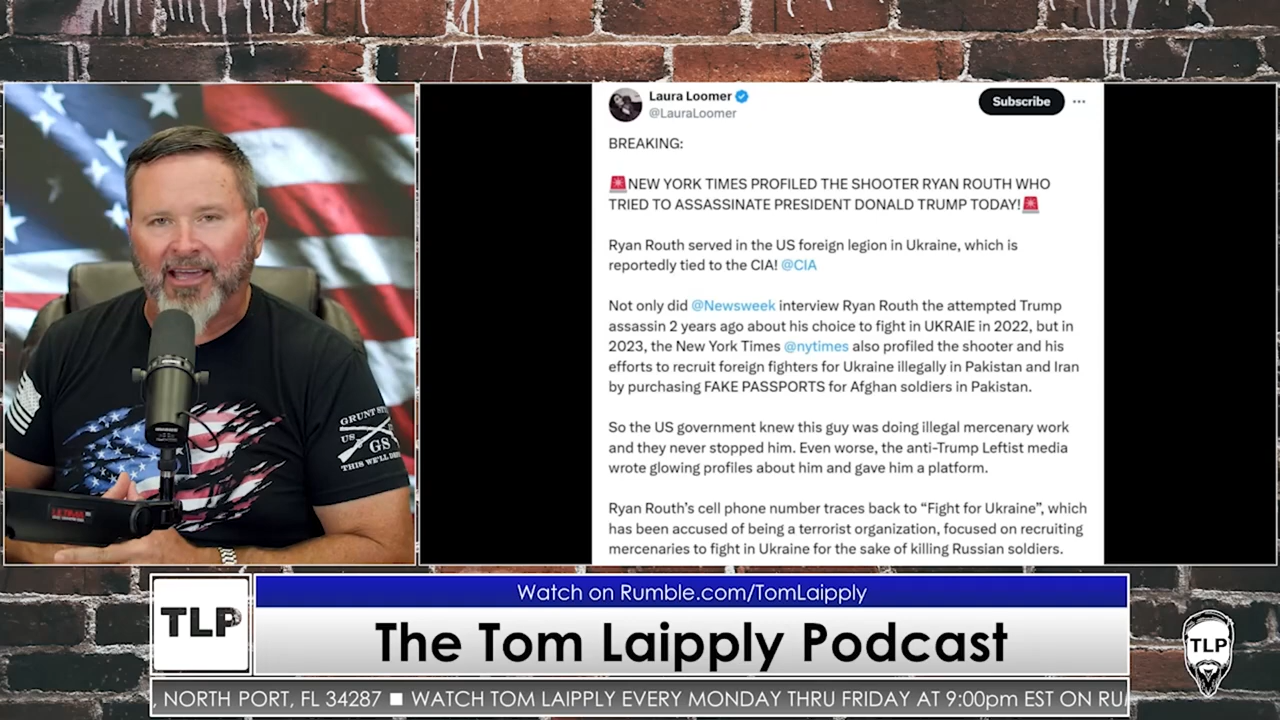 Laura Loomer
@LauraLoomer
Subscribe
BREAKING:
🚨NEW YORK TIMES PROFILED THE SHOOTER RYAN ROUTH WHO
TRIED TO ASSASSINATE PRESIDENT DONALD TRUMP TODAY!🚨
Ryan Routh served in the US foreign legion in Ukraine, which is
reportedly tied to the CIA! @CIA
Not only did @Newsweek interview Ryan Routh the attempted Trump
assassin 2 years ago about his choice to fight in UKRAIE in 2022, but in
2023, the New York Times @nytimes also profiled the shooter and his
efforts to recruit foreign fighters for Ukraine illegally in Pakistan and Iran
by purchasing FAKE PASSPORTS for Afghan soldiers in Pakistan.
So the US government knew this guy was doing illegal mercenary work
and they never stopped him. Even worse, the anti-Trump Leftist media
wrote glowing profiles about him and gave him a platform.
Ryan Routh's cell phone number traces back to “Fight for Ukraine”, which
has been accused of being a terrorist organization, focused on recruiting
mercenaries to fight in Ukraine for the sake of killing Russian soldiers.
GRUNT
US
GS
THIS WE'LL
TLP
Watch on Rumble.com/TomLaipply
The Tom Laipply Podcast
TLP
, NORTH PORT, FL 34287 ■ WATCH TOM LAIPPLY EVERY MONDAY THRU FRIDAY AT 9:00pm EST ON RU